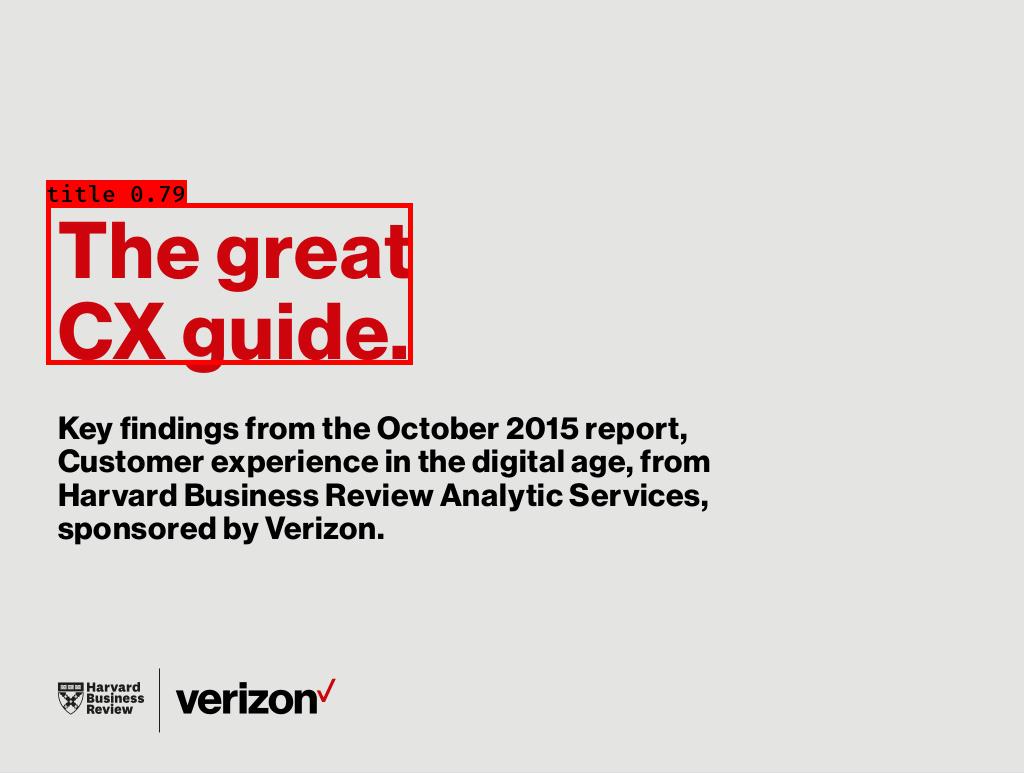 title 0.79
The great
CX guide.
Key findings from the October 2015 report,
Customer experience in the digital age, from
Harvard Business Review Analytic Services,
sponsored by Verizon.
Harvard
Business
Review
verizon✓